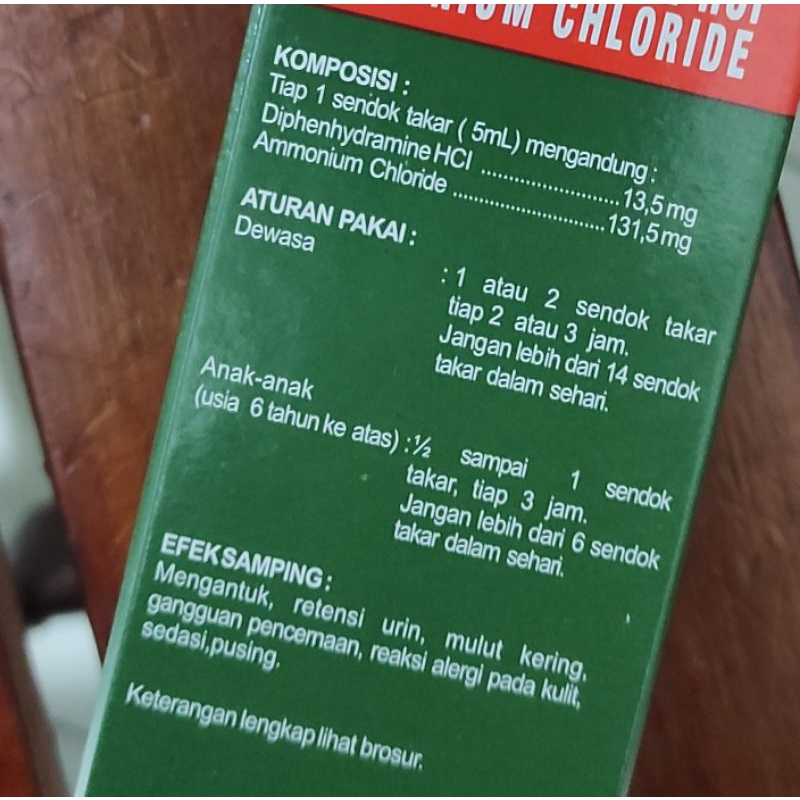 CHLORIDE
KOMPOSISI :
Tiap 1 sendok takar ( 5mL) mengandung :
Diphenhydramine HCl ........................13,5 mg
Ammonium Chloride ..........................131,5 mg
ATURAN PAKAI :
Dewasa
: 1 atau 2 sendok takar
tiap 2 atau 3 jam.
Jangan lebih dari 14 sendok
takar dalam sehari.
Anak-anak
(usia 6 tahun ke atas) : ½ sampai 1 sendok
takar, tiap 3 jam.
Jangan lebih dari 6 sendok
takar dalam sehari.
EFEK SAMPING :
Mengantuk, retensi urin, mulut kering,
gangguan pencernaan, reaksi alergi pada kulit,
sedasi,pusing.
Keterangan lengkap lihat brosur.